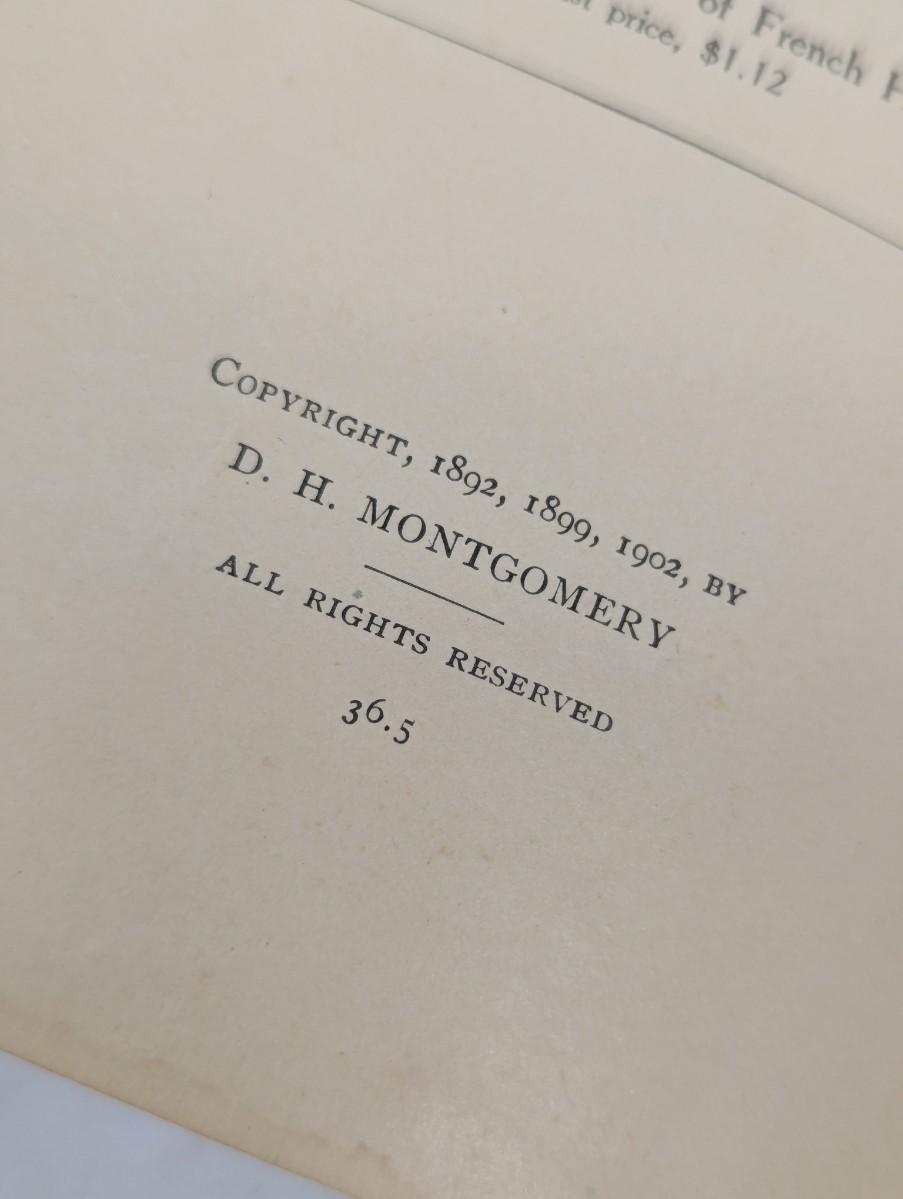 of French
price, $1.12
COPYRIGHT, 1892, 1899, 1902, BY
D. H. MONTGOMERY
ALL RIGHTS RESERVED
36.5